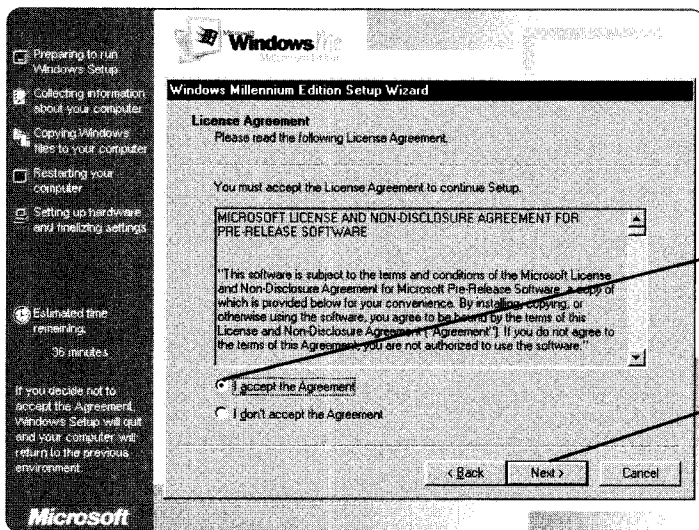 Preparing to run
Windows Setup
Collecting information
about your computer
Copying Windows
files to your computer
Restarting your
computer
Setting up hardware
and finalizing settings
Estimated time
remaining:
36 minutes
If you decide not to
accept the Agreement,
Windows Setup will quit
and your computer will
return to the previous
environment.
Microsoft
Windows Me
Windows Millennium Edition Setup Wizard
License Agreement
Please read the following License Agreement.
You must accept the License Agreement to continue Setup.
MICROSOFT LICENSE AND NON-DISCLOSURE AGREEMENT FOR
PRE-RELEASE SOFTWARE
"This software is subject to the terms and conditions of the Microsoft License
and Non-Disclosure Agreement for Microsoft Pre-Release Software, a copy of
which is provided below for your convenience. By installing, copying, or
otherwise using the software, you agree to be bound by the terms of this
License and Non-Disclosure Agreement ("Agreement"). If you do not agree to
the terms of this Agreement, you are not authorized to use the software."
I accept the Agreement
I don't accept the Agreement
< Back
Next >
Cancel